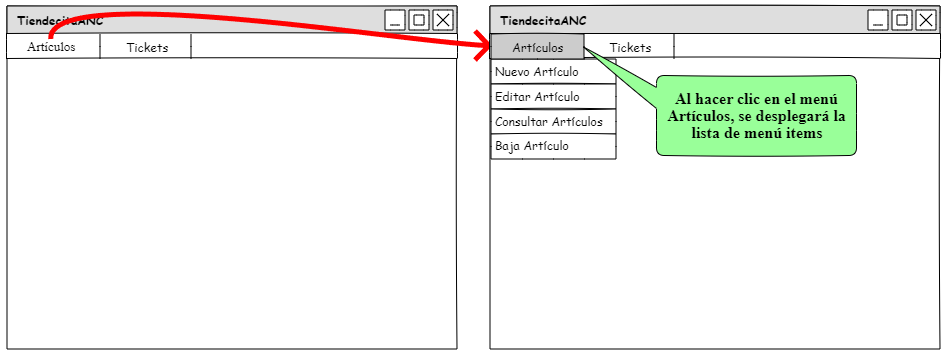 TiendecitaANC
Artículos
Tickets
TiendecitaANC
Artículos
Tickets
Nuevo Artículo
Editar Artículo
Consultar Artículos
Baja Artículo
Al hacer clic en el menú
Artículos, se desplegará la
lista de menú items